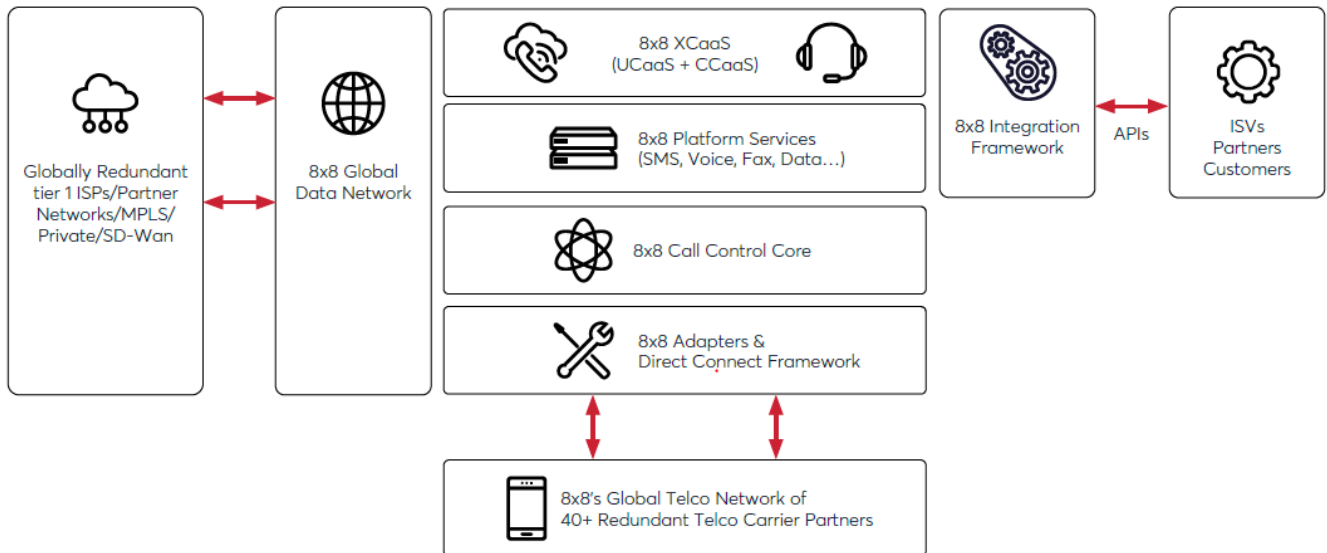 Globally Redundant
tier 1 ISPs/Partner
Networks/MPLS/
Private/SD-Wan
8x8 Global
Data Network
8x8 XCaaS
(UCaaS + CCaaS)
8x8 Platform Services
(SMS, Voice, Fax, Data...)
8x8 Call Control Core
8x8 Adapters &
Direct Connect Framework
8x8's Global Telco Network of
40+ Redundant Telco Carrier Partners
8x8 Integration
Framework
APIs
ISVs
Partners
Customers